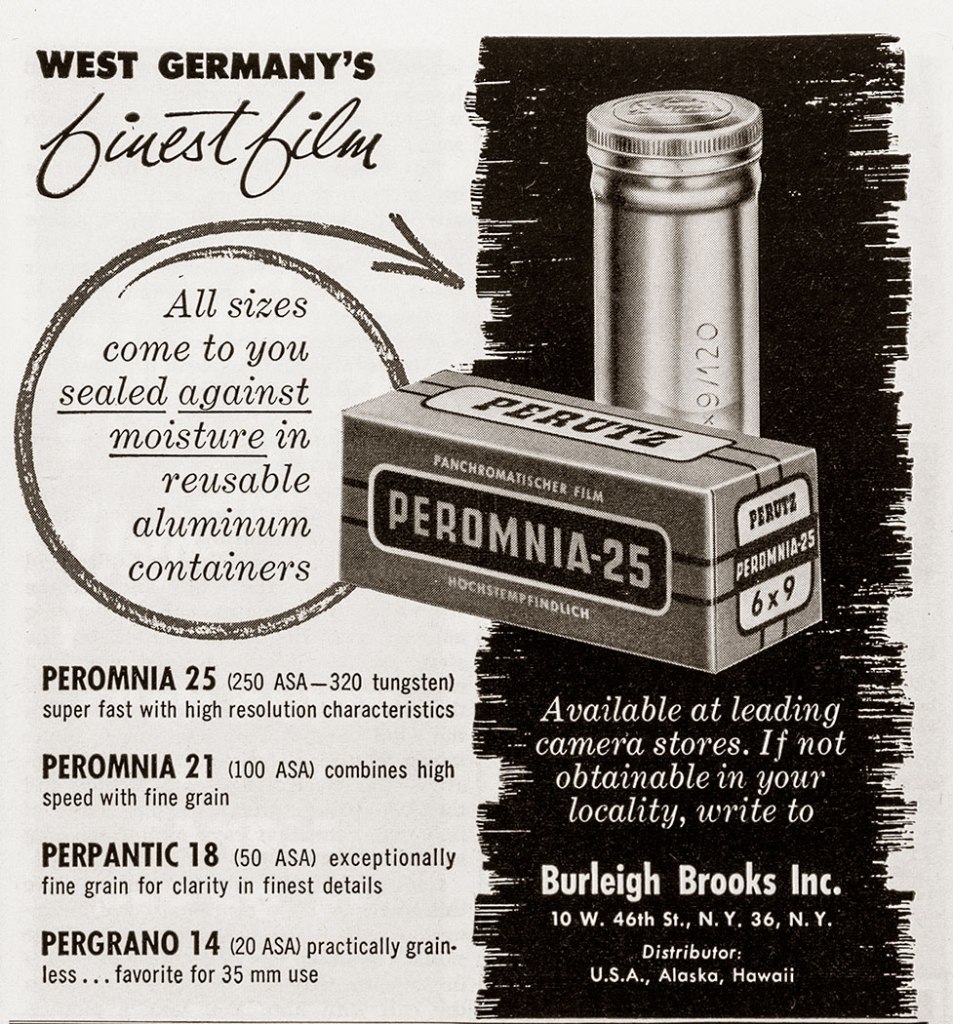 WEST GERMANY'S
finest film
All sizes
come to you
sealed against
moisture in
reusable
aluminum
containers
×9/120
PERUTZ
PANCHROMATISCHER FILM
PEROMNIA-25
HÖCHSTEMPFINDLICH
PERUTZ
PEROMNIA-25
6 x 9
PEROMNIA 25 (250 ASA—320 tungsten)
super fast with high resolution characteristics
PEROMNIA 21 (100 ASA) combines high
speed with fine grain
PERPANTIC 18 (50 ASA) exceptionally
fine grain for clarity in finest details
PERGRANO 14 (20 ASA) practically grain-
less . . . favorite for 35 mm use
Available at leading
camera stores. If not
obtainable in your
locality, write to
Burleigh Brooks Inc.
10 W. 46th St., N. Y. 36, N. Y.
Distributor:
U.S.A., Alaska, Hawaii